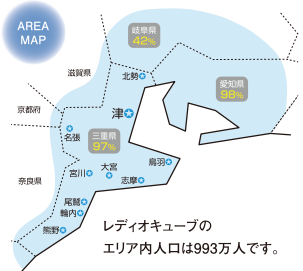 AREA
MAP
岐阜県
42%
滋賀県
北勢
愛知県
98%
京都府
津
名張
三重県
97%
鳥羽
奈良県
宮川
大宮
志摩
尾鷲
輪内
熊野
レディオキューブの
エリア内人口は993万人です。